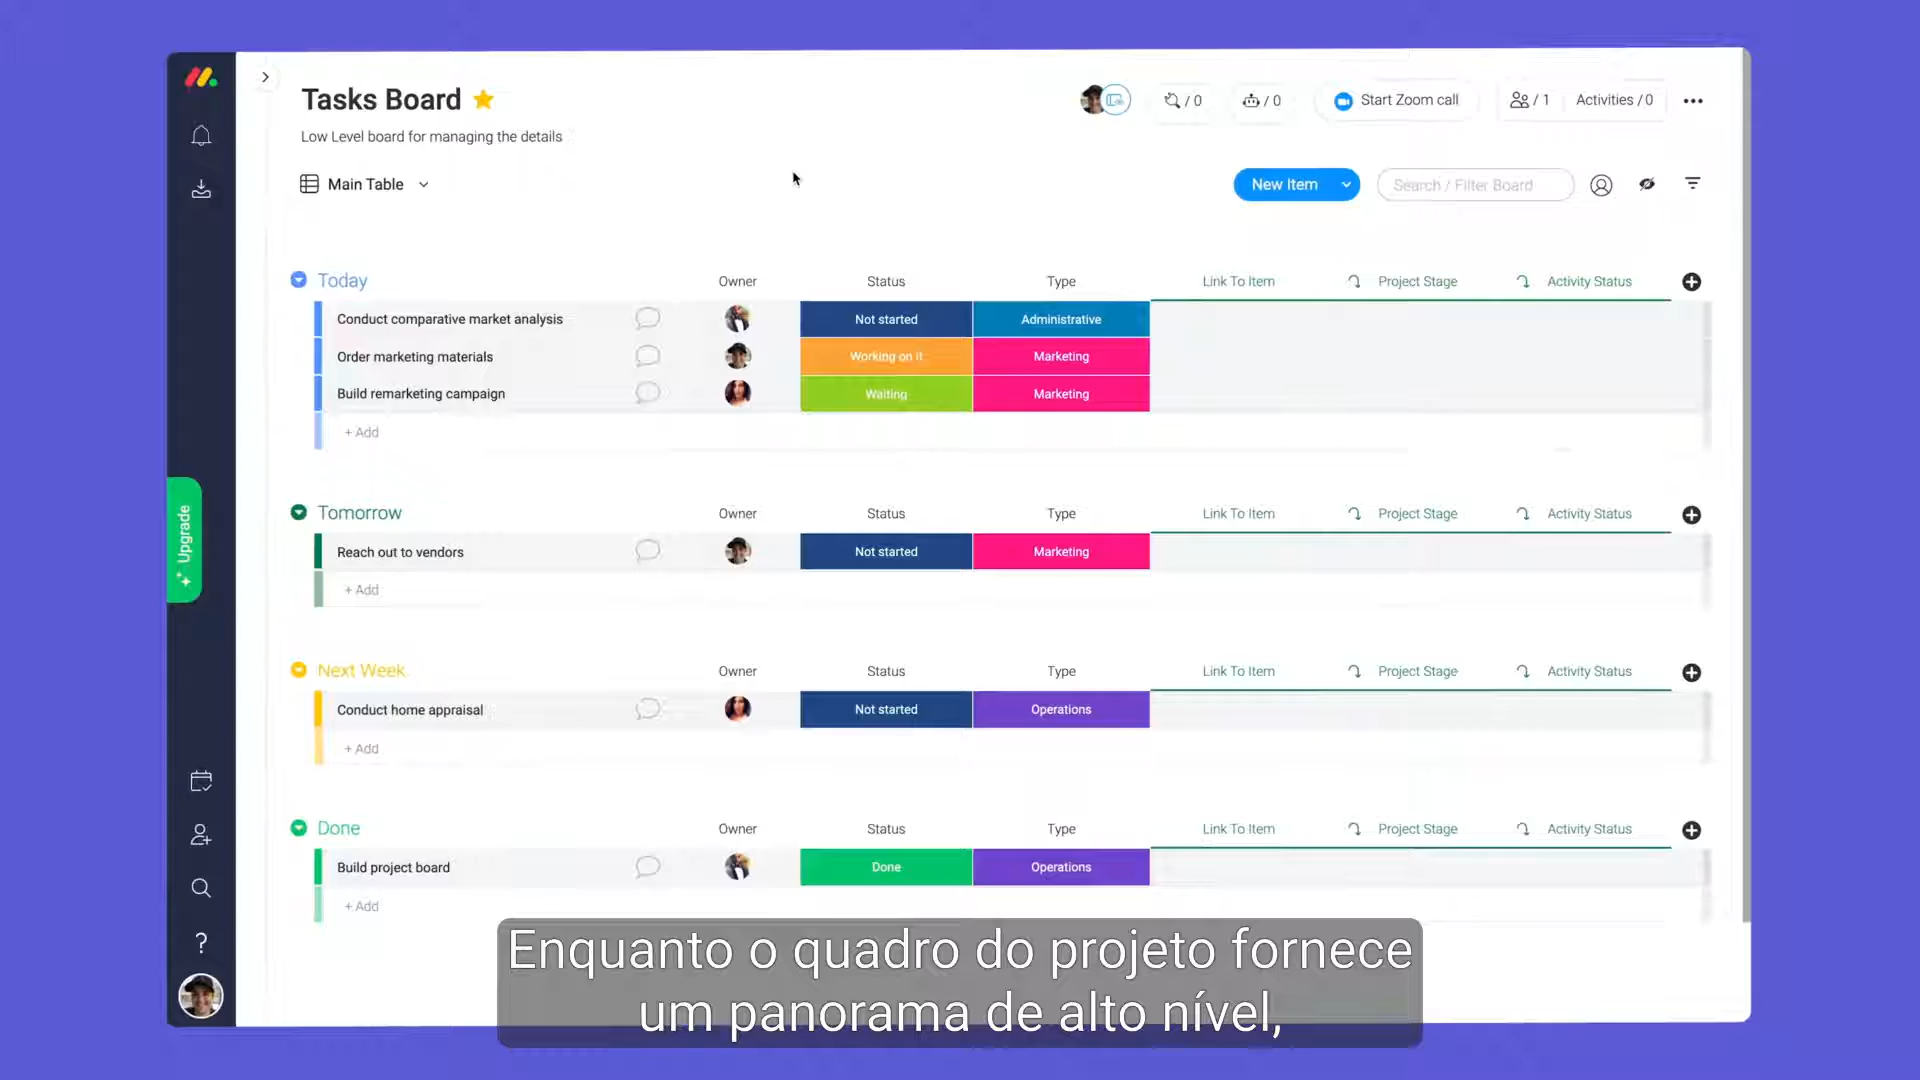 Tasks Board
Low Level board for managing the details
/ 0
/ 0
Start Zoom call
/ 1
Activities / 0
Main Table
New Item
Search / Filter Board
Today
Owner
Status
Type
Link To Item
Project Stage
Activity Status
Conduct comparative market analysis
Not started
Administrative
Order marketing materials
Working on it
Marketing
Build remarketing campaign
Waiting
Marketing
+ Add
Upgrade
Tomorrow
Owner
Status
Type
Link To Item
Project Stage
Activity Status
Reach out to vendors
Not started
Marketing
+ Add
Next Week
Owner
Status
Type
Link To Item
Project Stage
Activity Status
Conduct home appraisal
Not started
Operations
+ Add
Done
Owner
Status
Type
Link To Item
Project Stage
Activity Status
Build project board
Done
Operations
+ Add
?
Enquanto o quadro do projeto fornece
um panorama de alto nível,